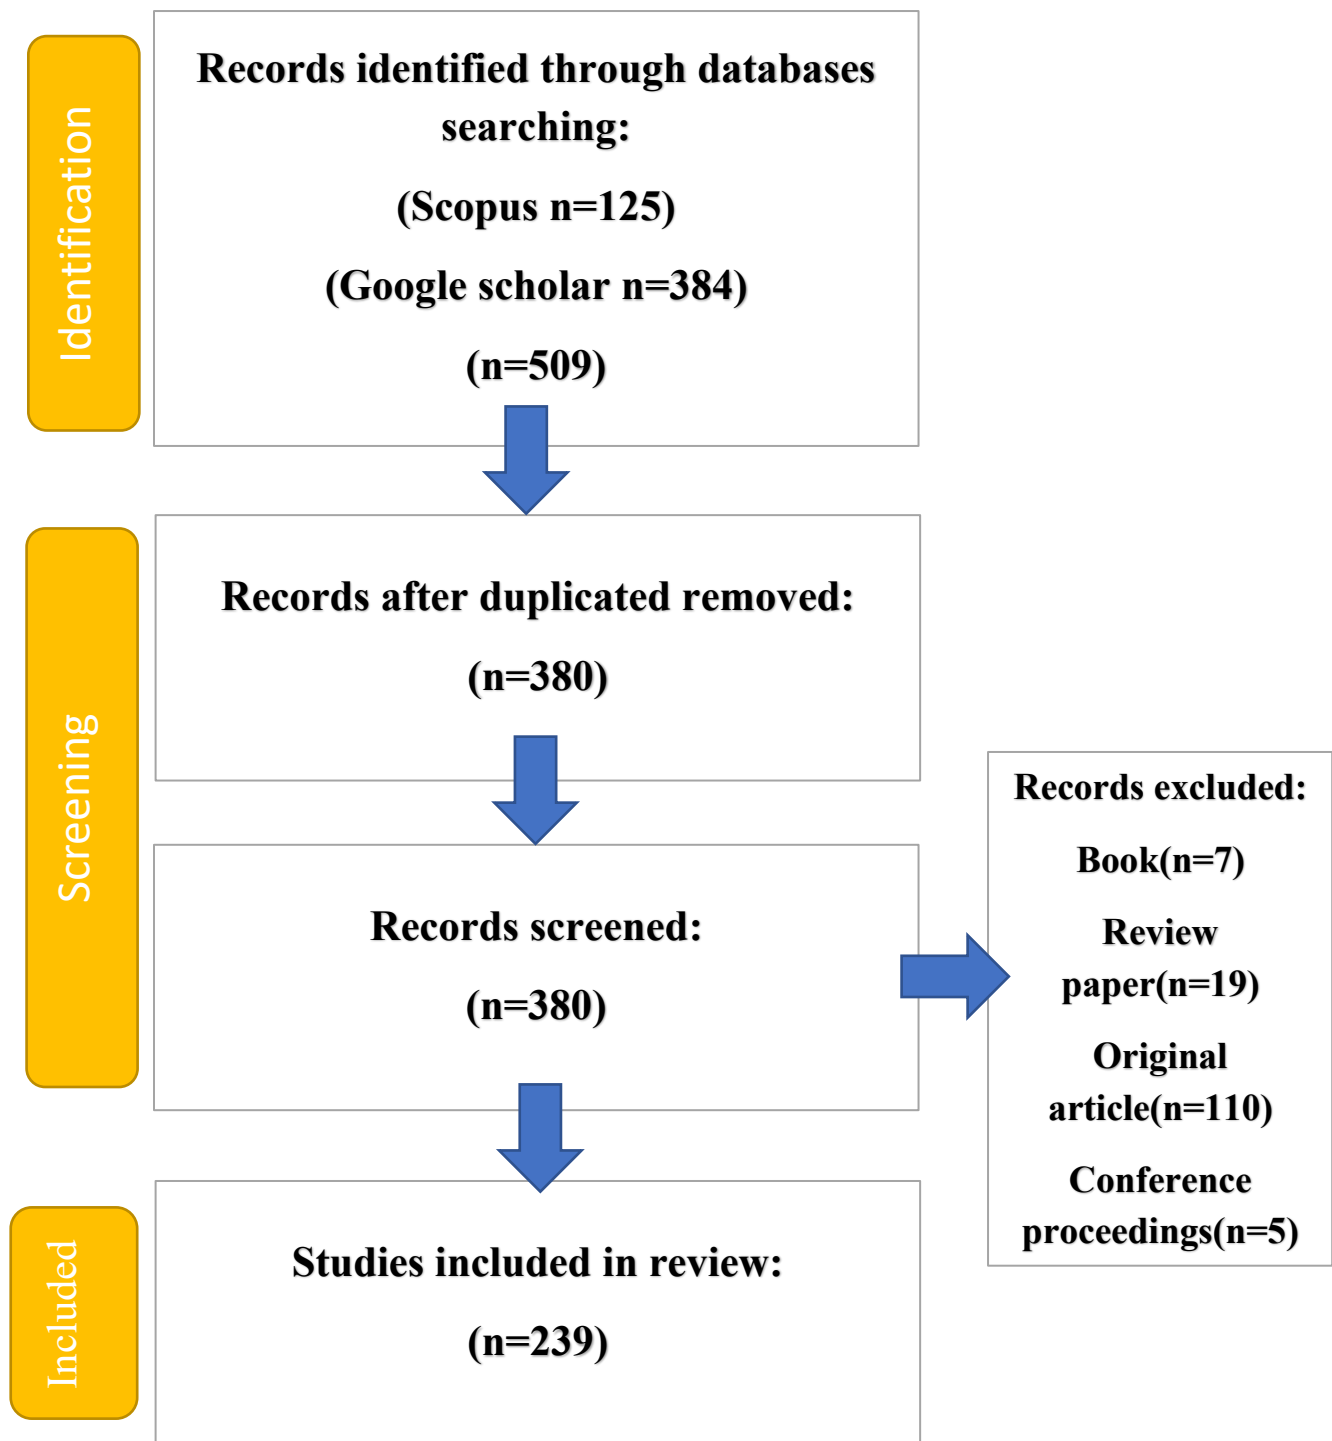 Identification
Records identified through databases
searching:
(Scopus n=125)
(Google scholar n=384)
(n=509)
Screening
Records after duplicated removed:
(n=380)
Records screened:
(n=380)
Records excluded:
Book(n=7)
Review
paper(n=19)
Original
article(n=110)
Conference
proceedings(n=5)
Included
Studies included in review:
(n=239)